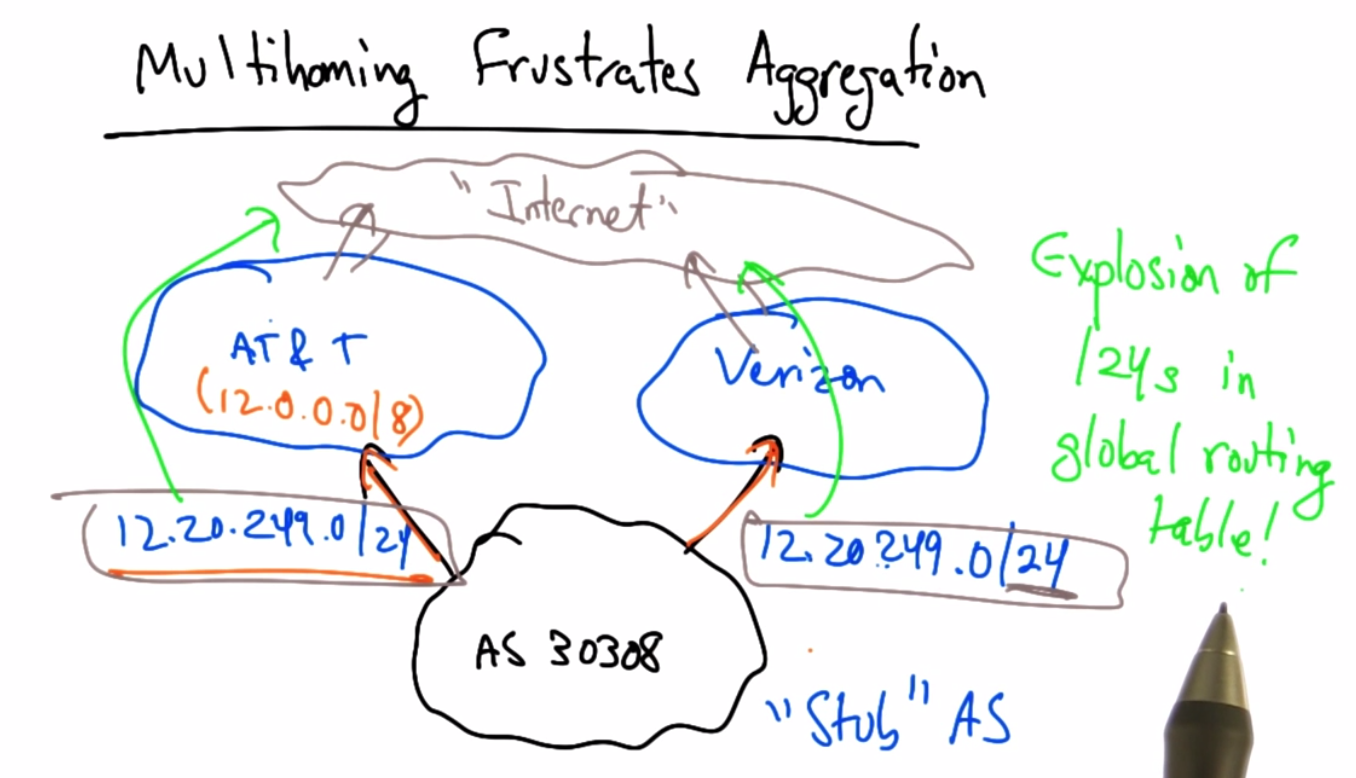 Multihoming Frustrates Aggregation
"Internet"
AT&T
(12.0.0.0/8)
Verizon
Explosion of
/24s in
global routing
table!
12.20.249.0/24
12.20.249.0/24
AS 30308
"Stub" AS